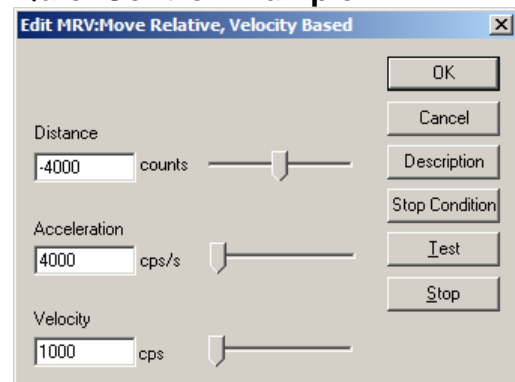 Edit MRV:Move Relative, Velocity Based
OK
Cancel
Description
Stop Condition
Test
Stop
Distance
-4000 counts
Acceleration
4000 cps/s
Velocity
1000 cps